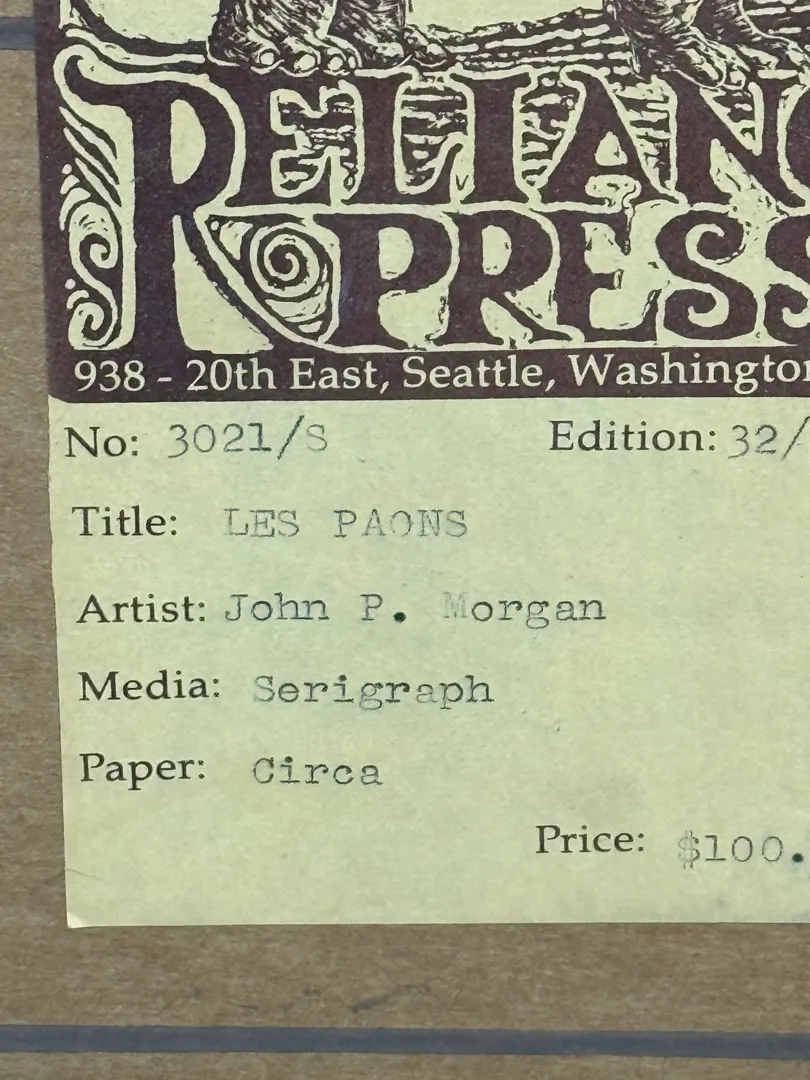 RELIANC
PRESS
938 - 20th East, Seattle, Washington
No: 3021/S Edition: 32/
Title: LES PAONS
Artist: John P. Morgan
Media: Serigraph
Paper: Circa
Price: $100.